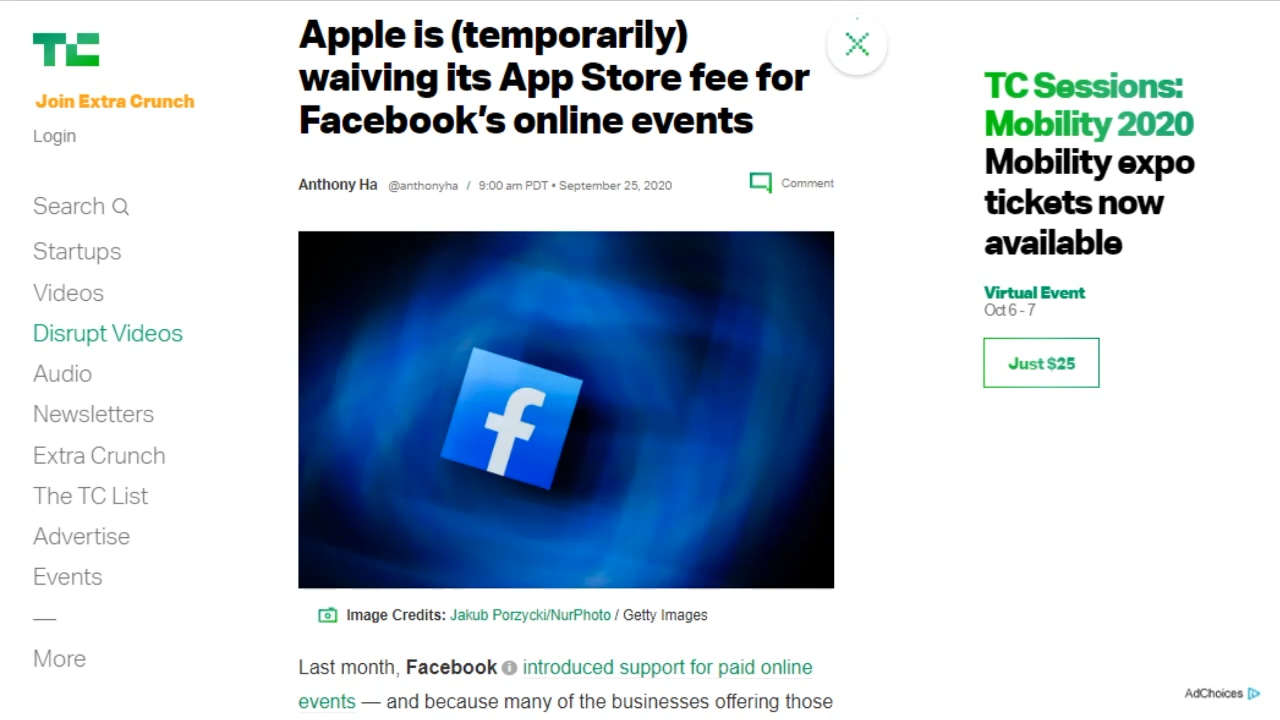 TC
Join Extra Crunch
Login
Search
Startups
Videos
Disrupt Videos
Audio
Newsletters
Extra Crunch
The TC List
Advertise
Events
—
More
Apple is (temporarily)
waiving its App Store fee for
Facebook's online events
Anthony Ha @anthonyha / 9:00 am PDT • September 25, 2020
Comment
f
Image Credits: Jakub Porzycki/NurPhoto / Getty Images
Last month, Facebook introduced support for paid online
events — and because many of the businesses offering those
TC Sessions:
Mobility 2020
Mobility expo
tickets now
available
Virtual Event
Oct 6 - 7
Just $25
AdChoices